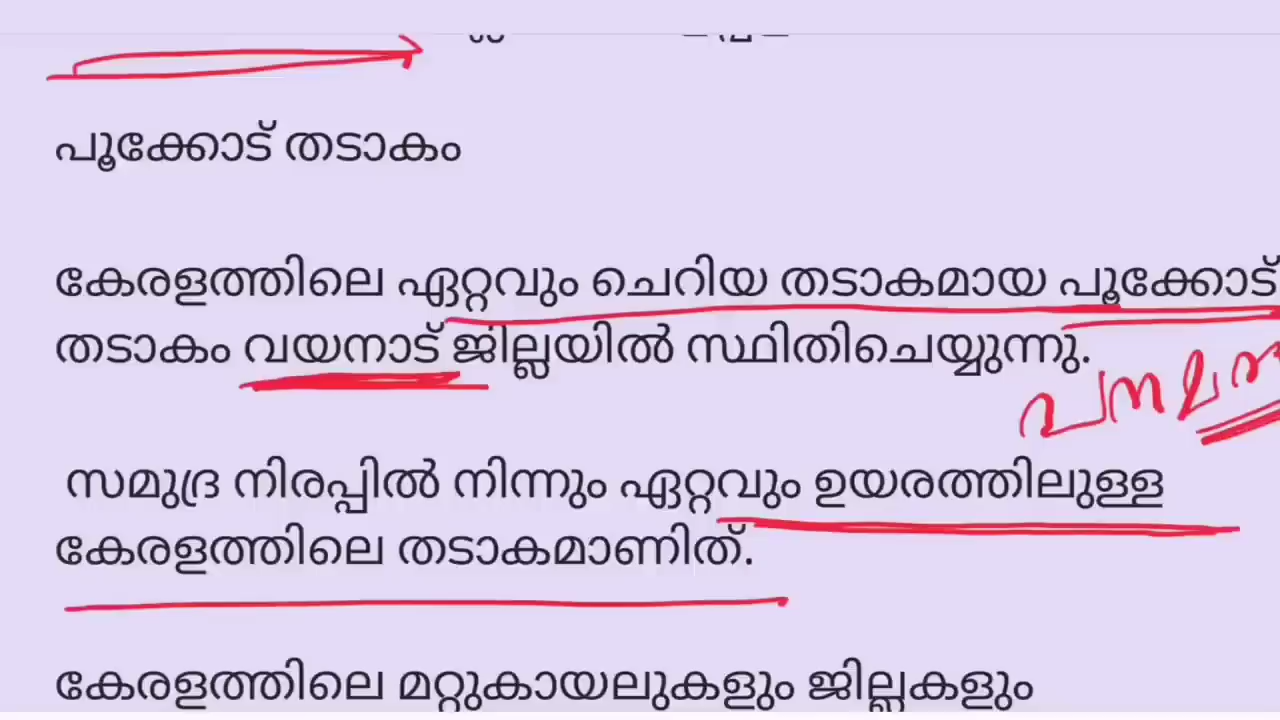 പൂക്കോട് തടാകം
കേരളത്തിലെ ഏറ്റവും ചെറിയ തടാകമായ പൂക്കോട്
തടാകം വയനാട് ജില്ലയിൽ സ്ഥിതിചെയ്യുന്നു.
സമുദ്ര നിരപ്പിൽ നിന്നും ഏറ്റവും ഉയരത്തിലുള്ള
കേരളത്തിലെ തടാകമാണിത്.
കേരളത്തിലെ മറ്റുകായലുകളും ജില്ലകളും